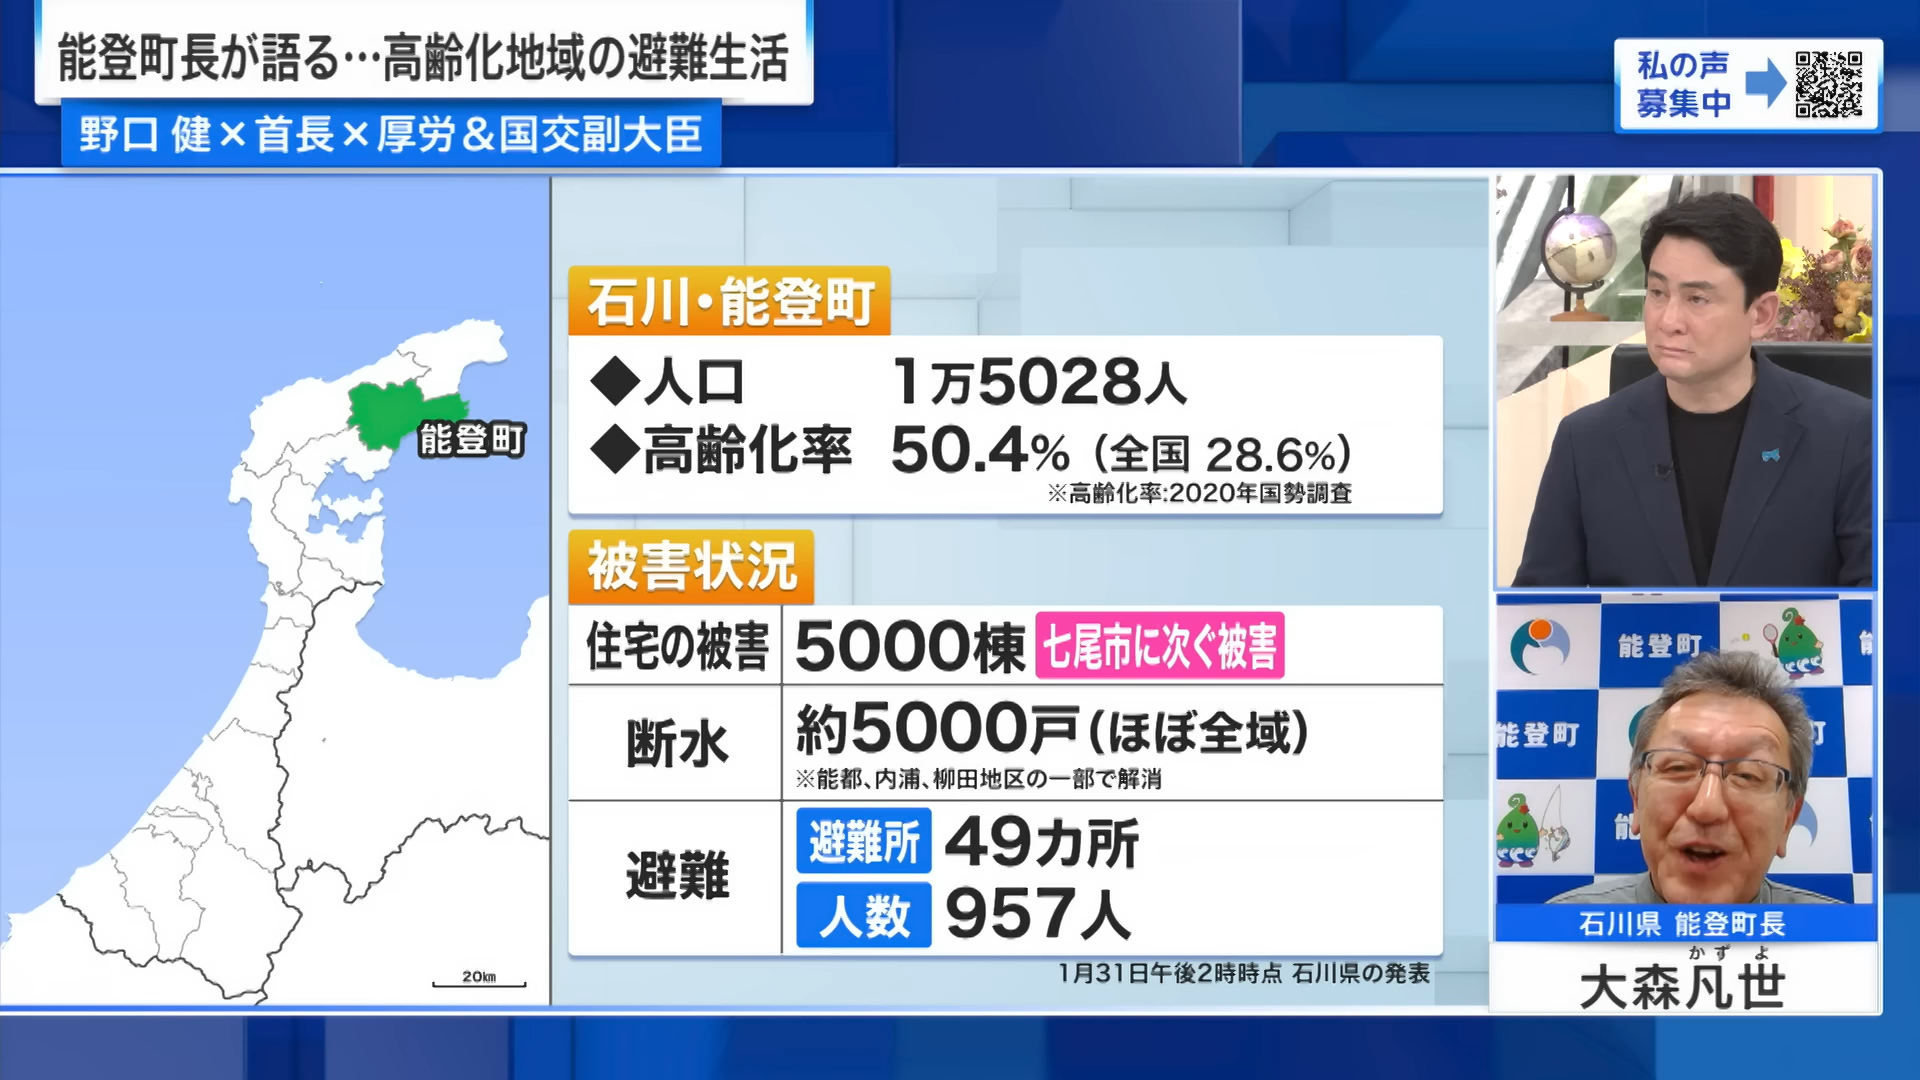 能登町長が語る…高齢化地域の避難生活
野口 健×首長×厚労＆国交副大臣
私の声
募集中
能登町
20km
石川・能登町
◆人口 1万5028人
◆高齢化率 50.4%（全国 28.6%）
※高齢化率:2020年国勢調査
被害状況
住宅の被害 5000棟 七尾市に次ぐ被害
断水 約5000戸（ほぼ全域）
※能都、内浦、柳田地区の一部で解消
避難 避難所 49カ所
人数 957人
1月31日午後2時時点 石川県の発表
能登町
能登町
石川県 能登町長
かずよ
大森凡世